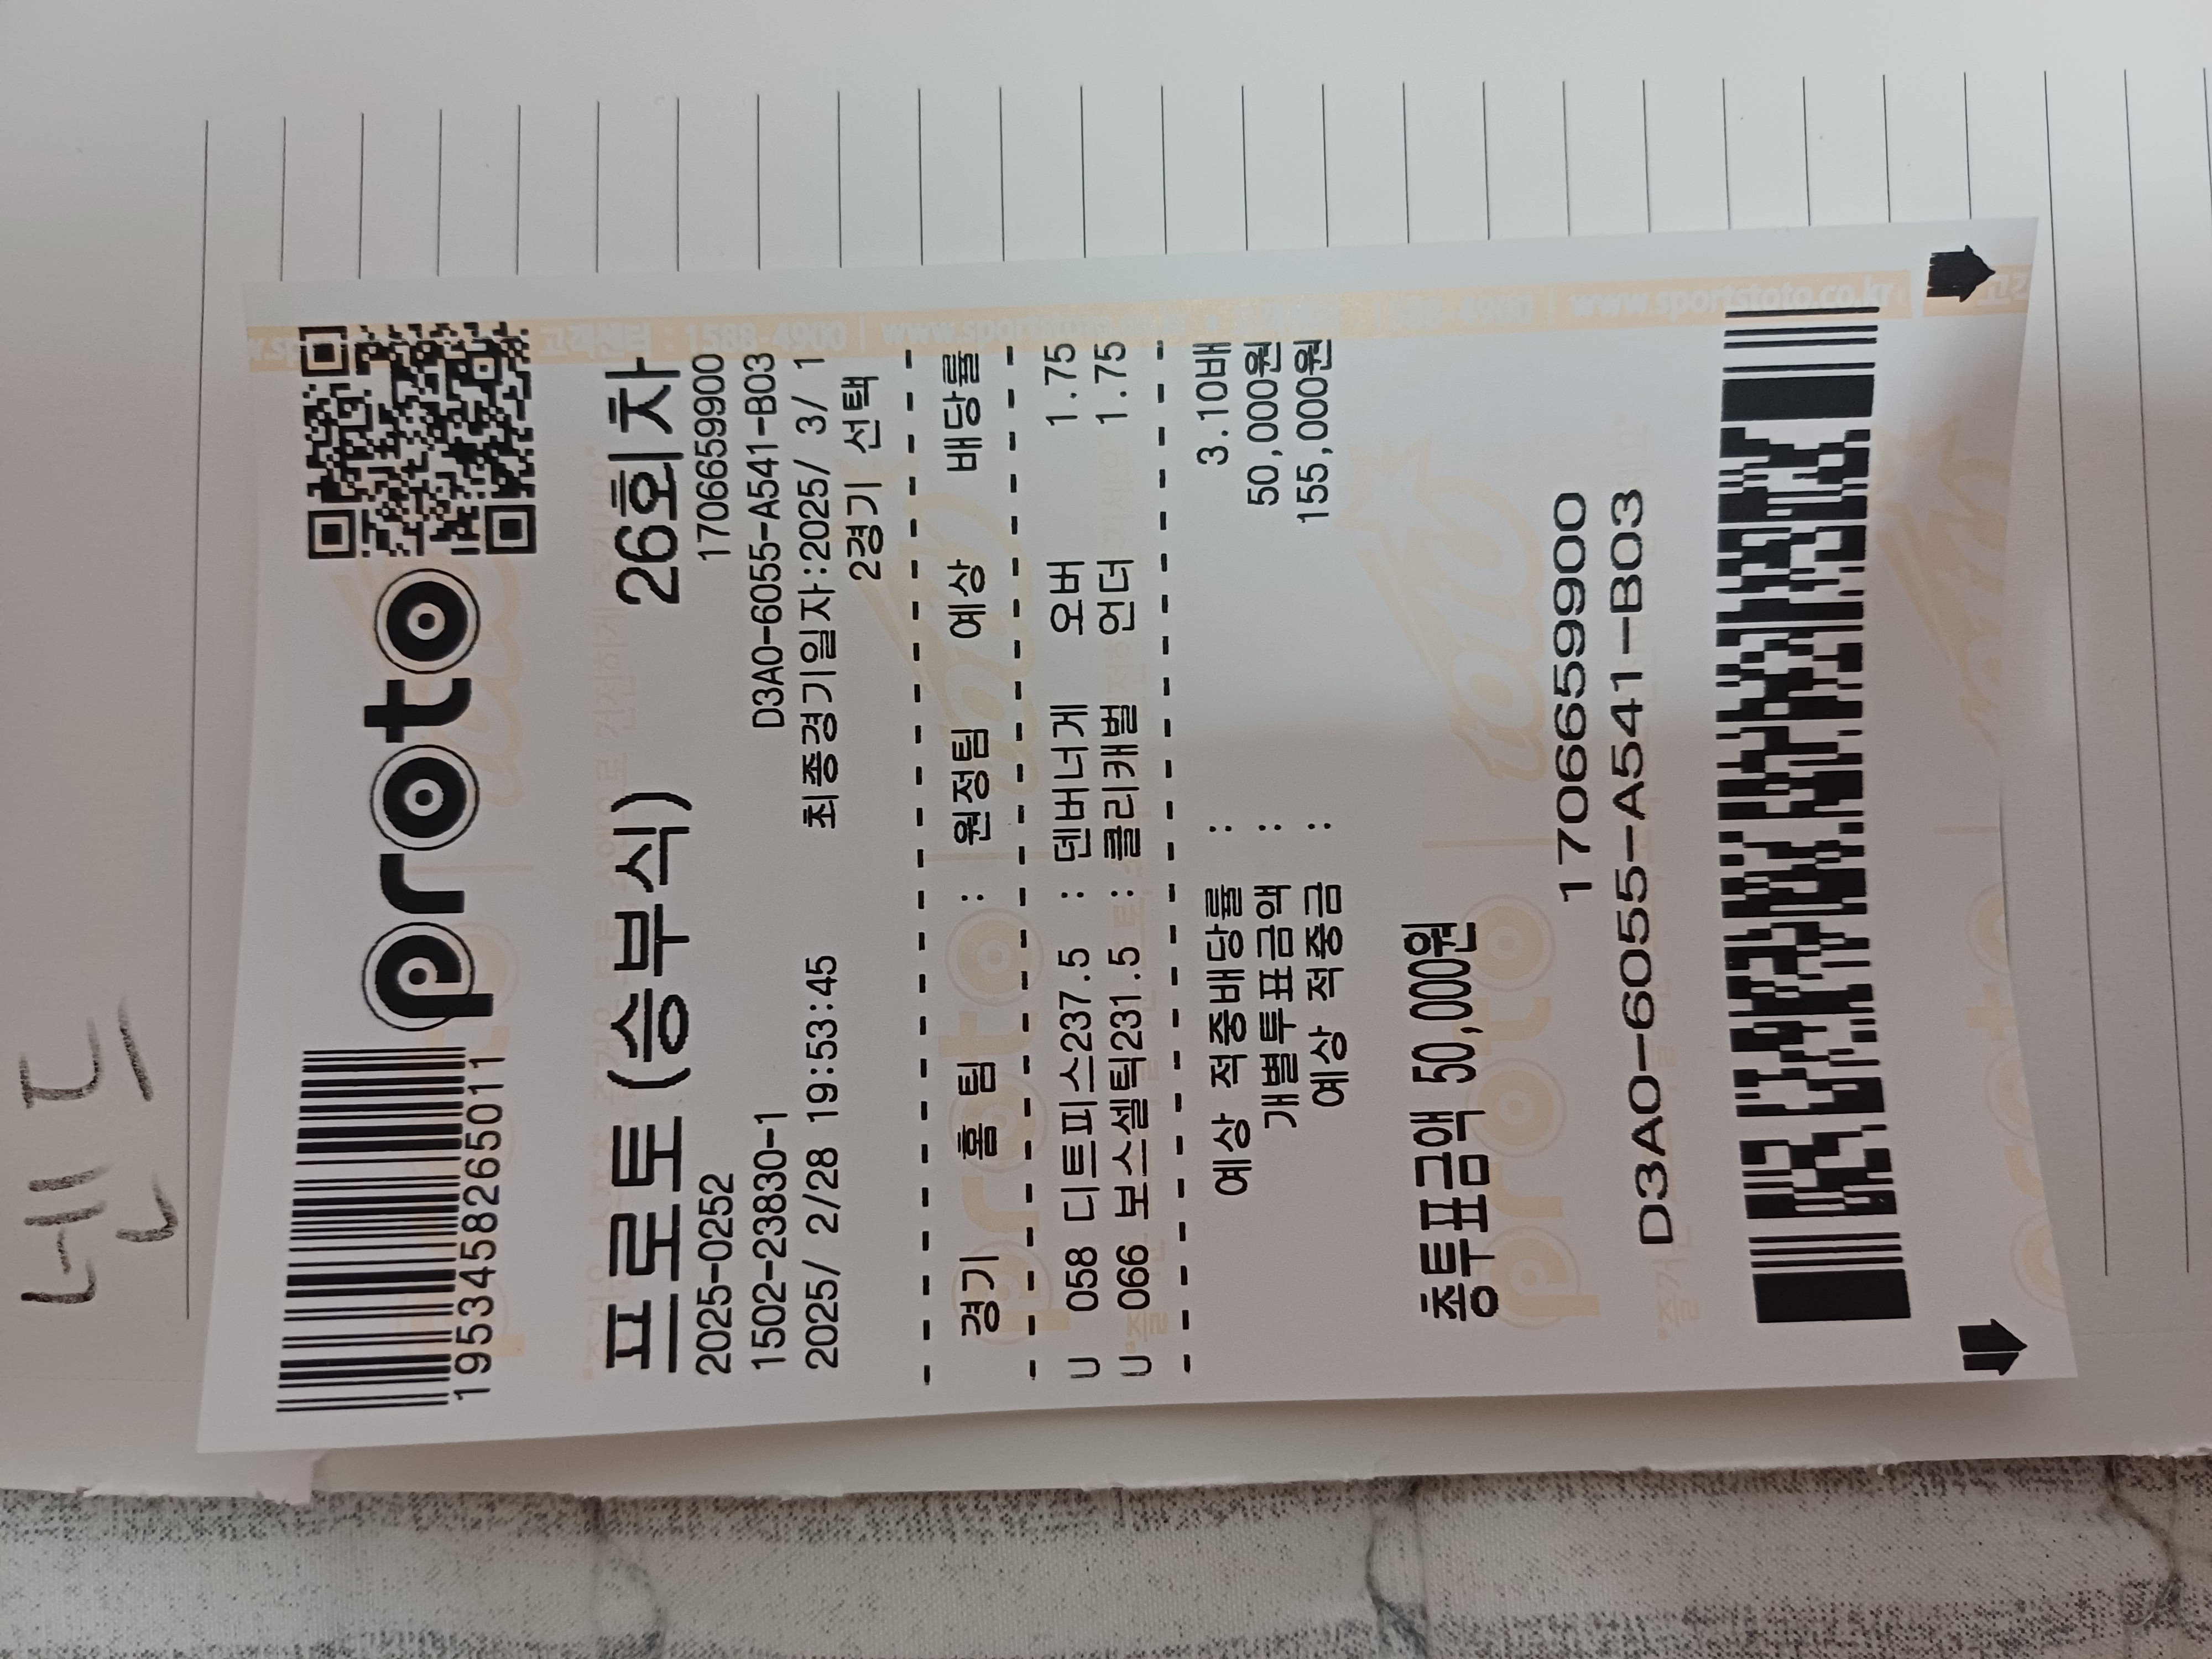 proto
1953458265011
프로토 (승부식) 26회차
2025-0252 1706659900
1502-23830-1 D3A0-6055-A541-B03
2025/ 2/28 19:53:45 최종경기일자:2025/ 3/ 1
2경기 선택
경기 홈 팀 : 원정팀 예상 배당률
U 058 디트피스237.5 : 덴버너게 오버 1.75
U 066 보스셀틱231.5 : 클리캐벌 언더 1.75
예상 적중배당률 : 3.10배
개별투표금액 : 50,000원
예상 적중금 : 155,000원
총투표금액 50,000원
1706659900
D3A0-6055-A541-B03
고객센터 : 1588-4900 | www.sportstoto.co.kr